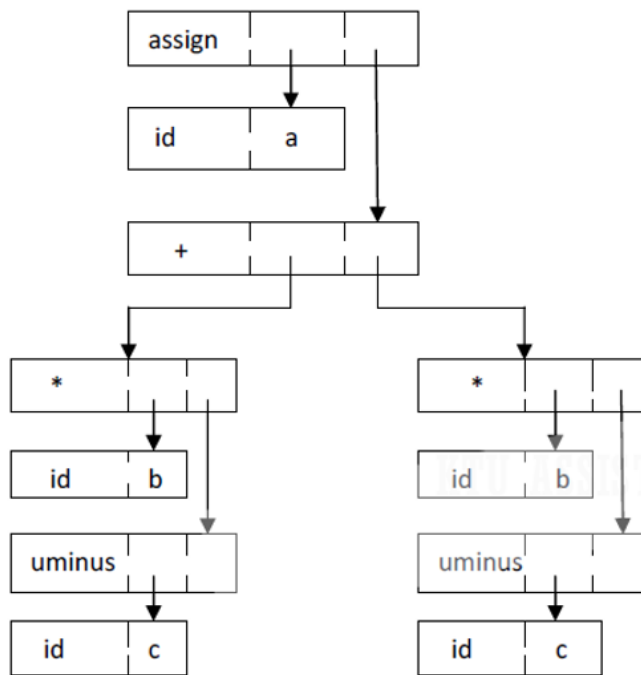 assign
id a
+
* *
id b id b
uminus uminus
id c id c